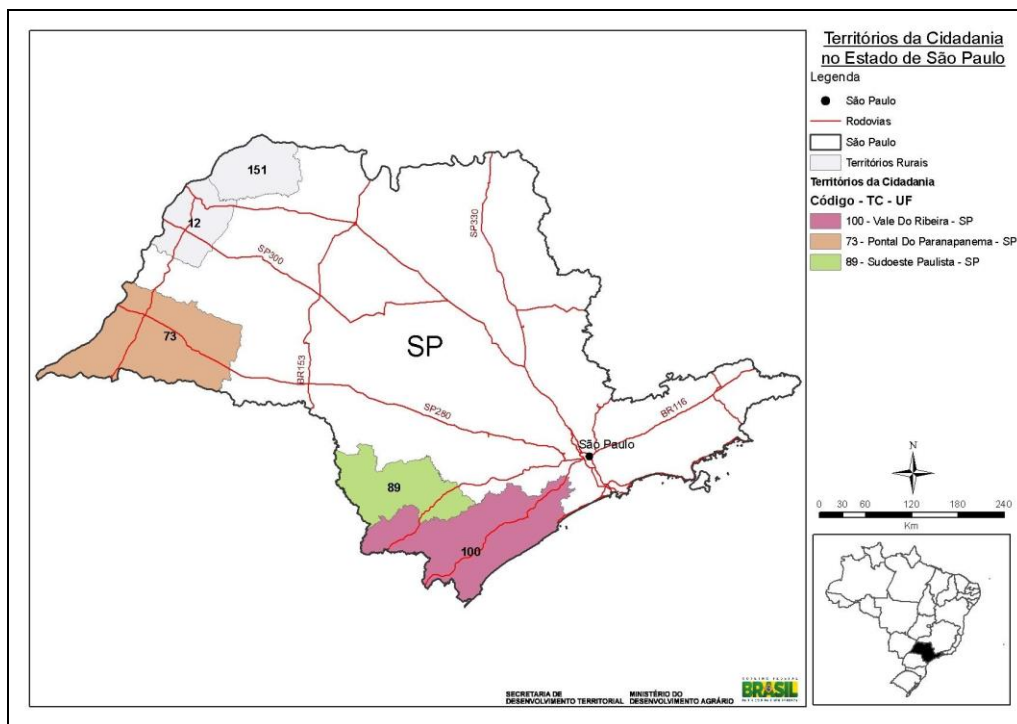 Territórios da Cidadania
no Estado de São Paulo
Legenda
São Paulo
Rodovias
São Paulo
Territórios Rurais
Territórios da Cidadania
Código - TC - UF
100 - Vale Do Ribeira - SP
73 - Pontal Do Paranapanema - SP
89 - Sudoeste Paulista - SP
151
12
SP330
SP300
73
SP
BR153
SP280
BR116
São Paulo
89
100
N
0 30 60 120 180 240
Km
SECRETARIA DE
DESENVOLVIMENTO TERRITORIAL
MINISTÉRIO DO
DESENVOLVIMENTO AGRÁRIO
BRASIL